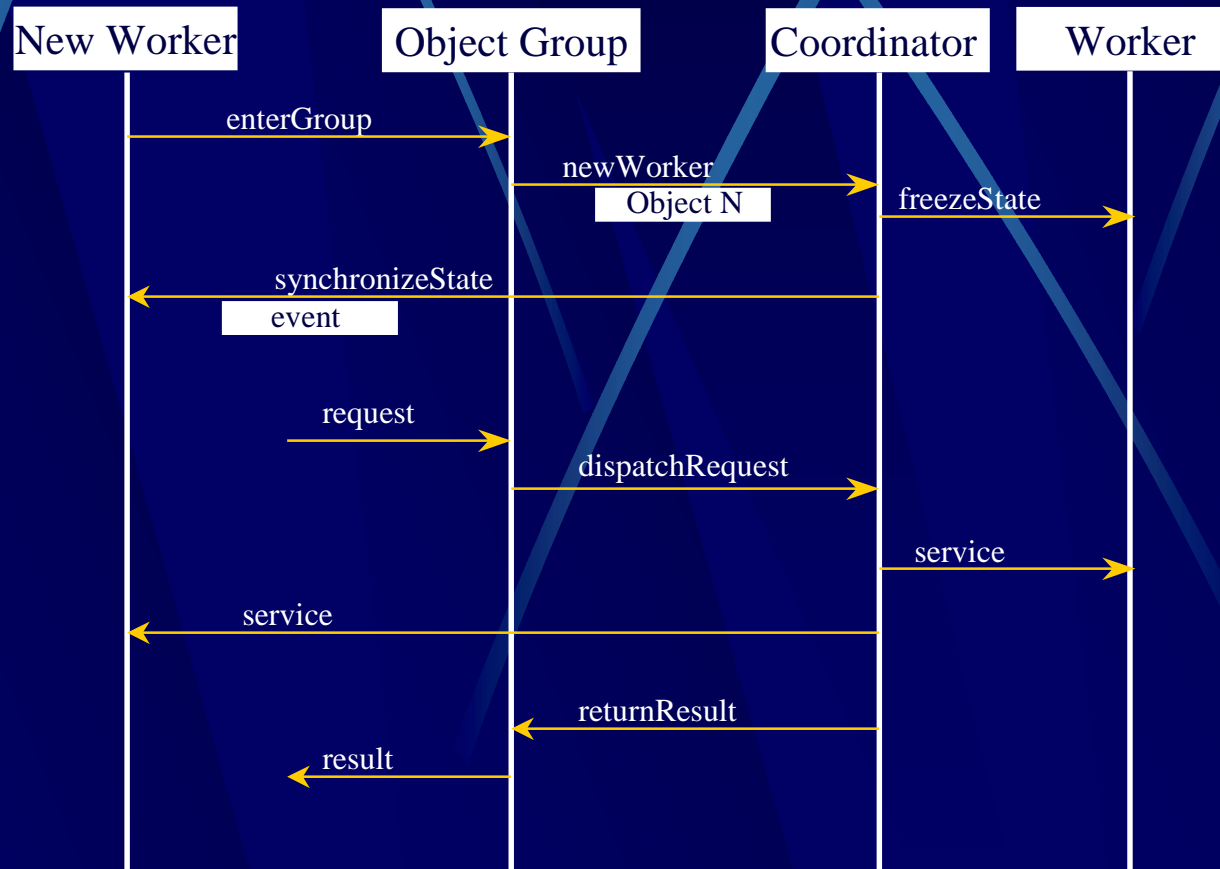 New Worker
Object Group
Coordinator
Worker
enterGroup
newWorker
Object N
freezeState
synchronizeState
event
request
dispatchRequest
service
service
returnResult
result